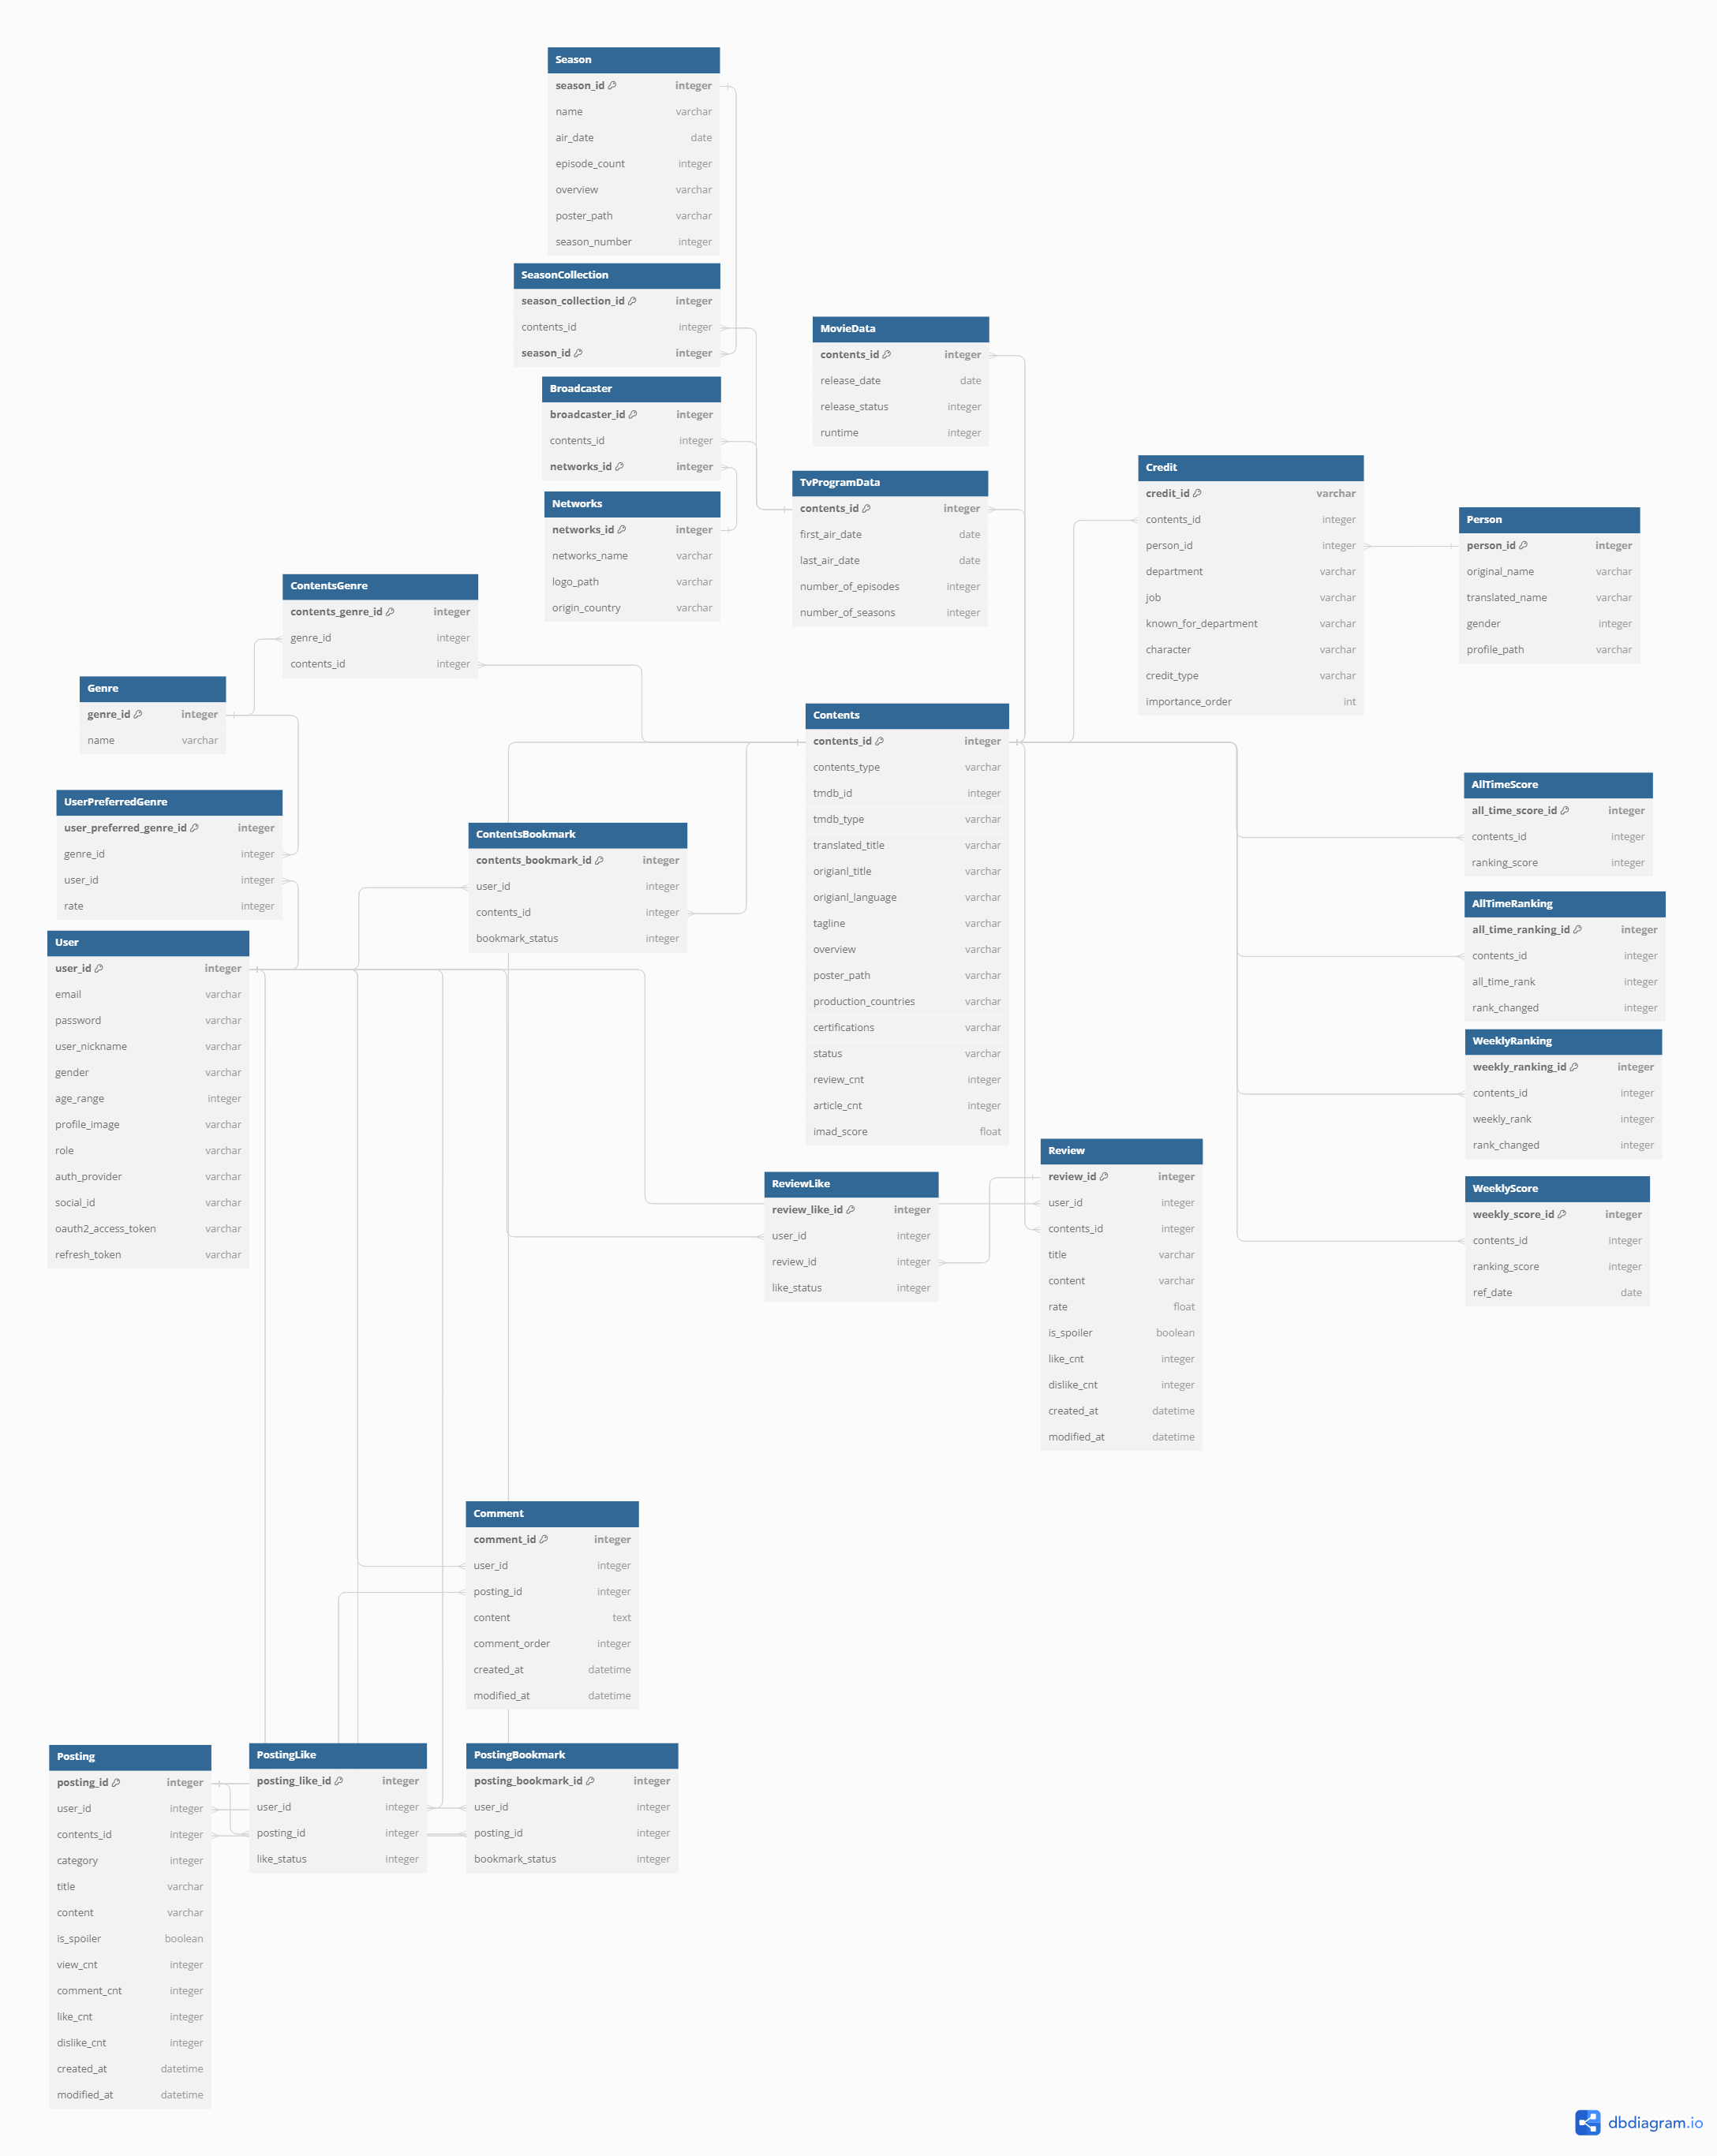 Season
season_id integer
name varchar
air_date date
episode_count integer
overview varchar
poster_path varchar
season_number integer
SeasonCollection
season_collection_id integer
contents_id integer
season_id integer
Broadcaster
broadcaster_id integer
contents_id integer
networks_id integer
Networks
networks_id integer
networks_name varchar
logo_path varchar
origin_country varchar
MovieData
contents_id integer
release_date date
release_status integer
runtime integer
TvProgramData
contents_id integer
first_air_date date
last_air_date date
number_of_episodes integer
number_of_seasons integer
Credit
credit_id varchar
contents_id integer
person_id integer
department varchar
job varchar
known_for_department varchar
character varchar
credit_type varchar
importance_order int
Person
person_id integer
original_name varchar
translated_name varchar
gender integer
profile_path varchar
ContentsGenre
contents_genre_id integer
genre_id integer
contents_id integer
Genre
genre_id integer
name varchar
UserPreferredGenre
user_preferred_genre_id integer
genre_id integer
user_id integer
rate integer
User
user_id integer
email varchar
password varchar
user_nickname varchar
gender varchar
age_range integer
profile_image varchar
role varchar
auth_provider varchar
social_id varchar
oauth2_access_token varchar
refresh_token varchar
ContentsBookmark
contents_bookmark_id integer
user_id integer
contents_id integer
bookmark_status integer
Contents
contents_id integer
contents_type varchar
tmdb_id integer
tmdb_type varchar
translated_title varchar
origianl_title varchar
origianl_language varchar
tagline varchar
overview varchar
poster_path varchar
production_countries varchar
certifications varchar
status varchar
review_cnt integer
article_cnt integer
imad_score float
AllTimeScore
all_time_score_id integer
contents_id integer
ranking_score integer
AllTimeRanking
all_time_ranking_id integer
contents_id integer
all_time_rank integer
rank_changed integer
WeeklyRanking
weekly_ranking_id integer
contents_id integer
weekly_rank integer
rank_changed integer
WeeklyScore
weekly_score_id integer
contents_id integer
ranking_score integer
ref_date date
ReviewLike
review_like_id integer
user_id integer
review_id integer
like_status integer
Review
review_id integer
user_id integer
contents_id integer
title varchar
content varchar
rate float
is_spoiler boolean
like_cnt integer
dislike_cnt integer
created_at datetime
modified_at datetime
Comment
comment_id integer
user_id integer
posting_id integer
content text
comment_order integer
created_at datetime
modified_at datetime
Posting
posting_id integer
user_id integer
contents_id integer
category integer
title varchar
content varchar
is_spoiler boolean
view_cnt integer
comment_cnt integer
like_cnt integer
dislike_cnt integer
created_at datetime
modified_at datetime
PostingLike
posting_like_id integer
user_id integer
posting_id integer
like_status integer
PostingBookmark
posting_bookmark_id integer
user_id integer
posting_id integer
bookmark_status integer
dbdiagram.io